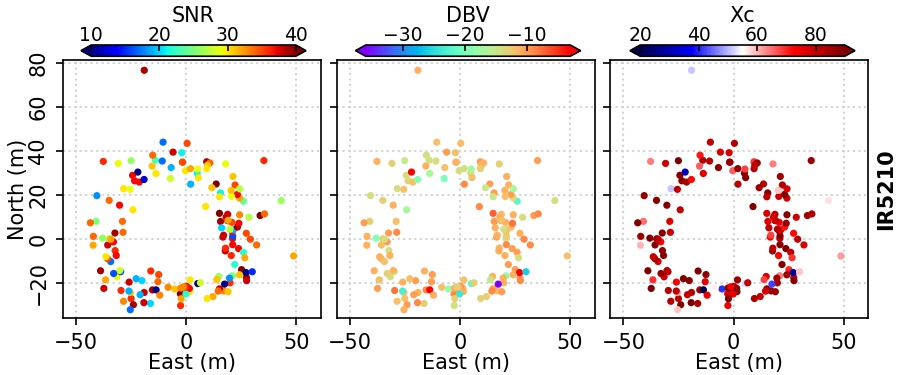 SNR DBV Xc
10 20 30 40 −30 −20 −10 20 40 60 80
80
60
40
20
0
−20
North (m)
IR5210
−50 0 50 −50 0 50 −50 0 50
East (m) East (m) East (m)